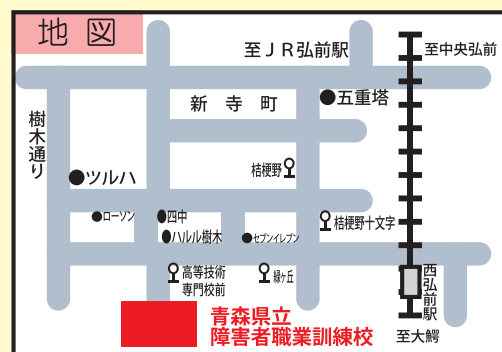 地図
至JR弘前駅
至中央弘前
新寺町
●五重塔
樹木通り
桔梗野
●ツルハ
●ローソン
●四中
桔梗野十文字
●ハルル樹木
●セブンイレブン
高等技術
専門校前
緑ヶ丘
西弘前駅
青森県立
障害者職業訓練校
至大鰐